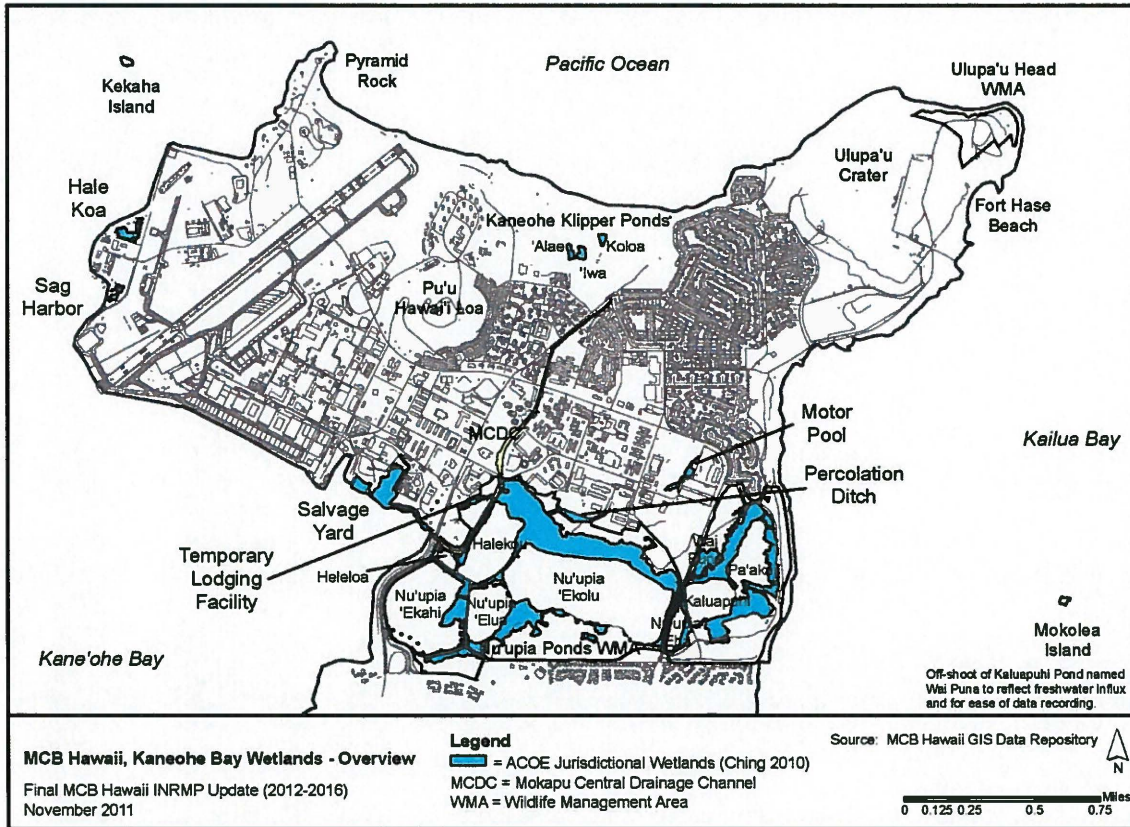 Kekaha
Island
Pyramid
Rock
Pacific Ocean
Ulupa'u Head
WMA
Ulupa'u
Crater
Fort Hase
Beach
Hale
Koa
Kaneohe Klipper Ponds
'Alae
Koloa
'Iwa
Sag
Harbor
Pu'u
Hawai'i Loa
MCDC
Motor
Pool
Kailua Bay
Percolation
Ditch
Salvage
Yard
Temporary
Lodging
Facility
Heleloa
Halekou
Wai
Pa'akai
Nu'upia
'Ekahi
Nu'upia
'Elua
Nu'upia
'Ekolu
Kaluapuhi
Nu'upia Ponds WMA
Kane'ohe Bay
Mokolea
Island
Off-shoot of Kaluapuhi Pond named
Wai Puna to reflect freshwater influx
and for ease of data recording.
MCB Hawaii, Kaneohe Bay Wetlands - Overview
Final MCB Hawaii INRMP Update (2012-2016)
November 2011
Legend
= ACOE Jurisdictional Wetlands (Ching 2010)
MCDC = Mokapu Central Drainage Channel
WMA = Wildlife Management Area
Source: MCB Hawaii GIS Data Repository
N
Miles
0 0.125 0.25 0.5 0.75